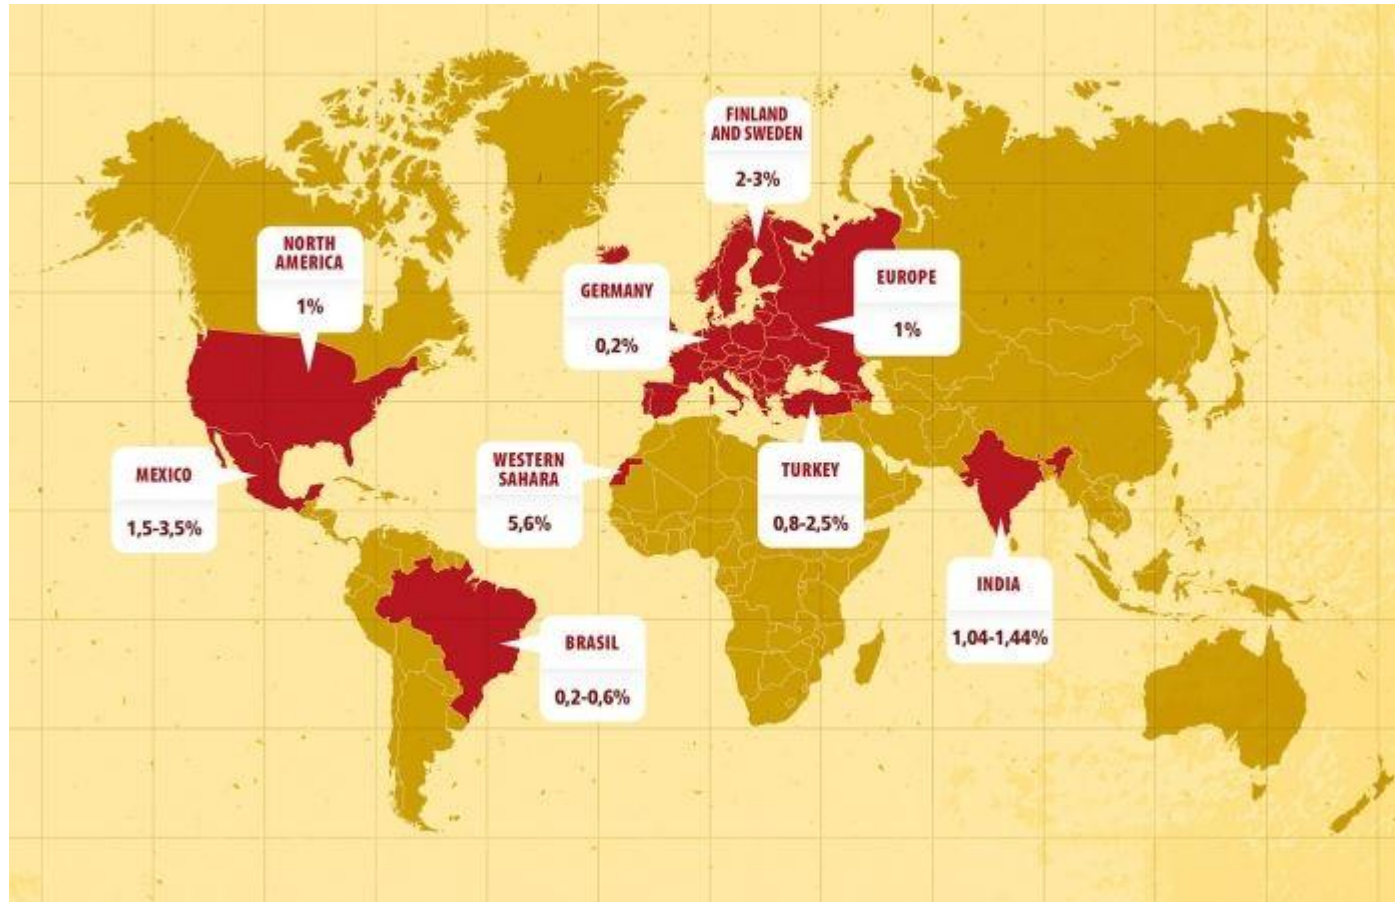 FINLAND
AND SWEDEN
2-3%
NORTH
AMERICA
1%
GERMANY
0,2%
EUROPE
1%
MEXICO
1,5-3,5%
WESTERN
SAHARA
5,6%
TURKEY
0,8-2,5%
INDIA
1,04-1,44%
BRASIL
0,2-0,6%